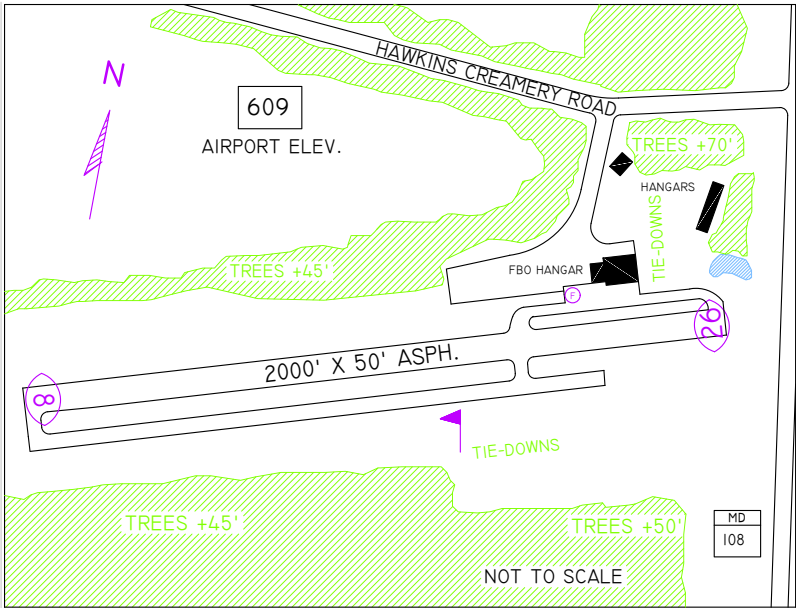 HAWKINS CREAMERY ROAD
N
609
AIRPORT ELEV.
TREES +70'
HANGARS
TIE-DOWNS
TREES +45'
FBO HANGAR
F
26
2000' X 50' ASPH.
8
TIE-DOWNS
TREES +45'
TREES +50'
MD
108
NOT TO SCALE